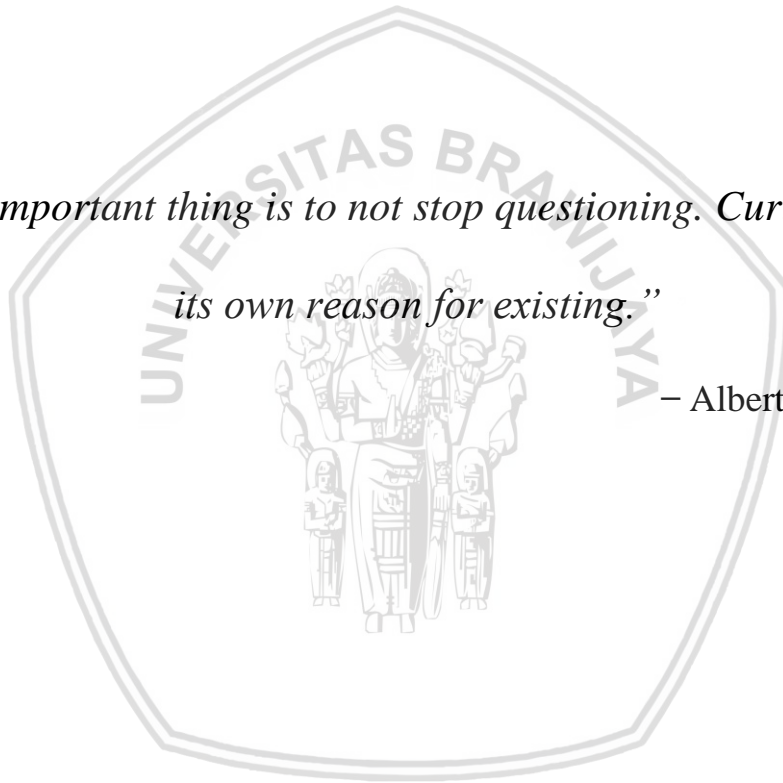 UNIVERSITAS BRAWIJAYA
mportant thing is to not stop questioning. Cur
its own reason for existing.”
– Albert